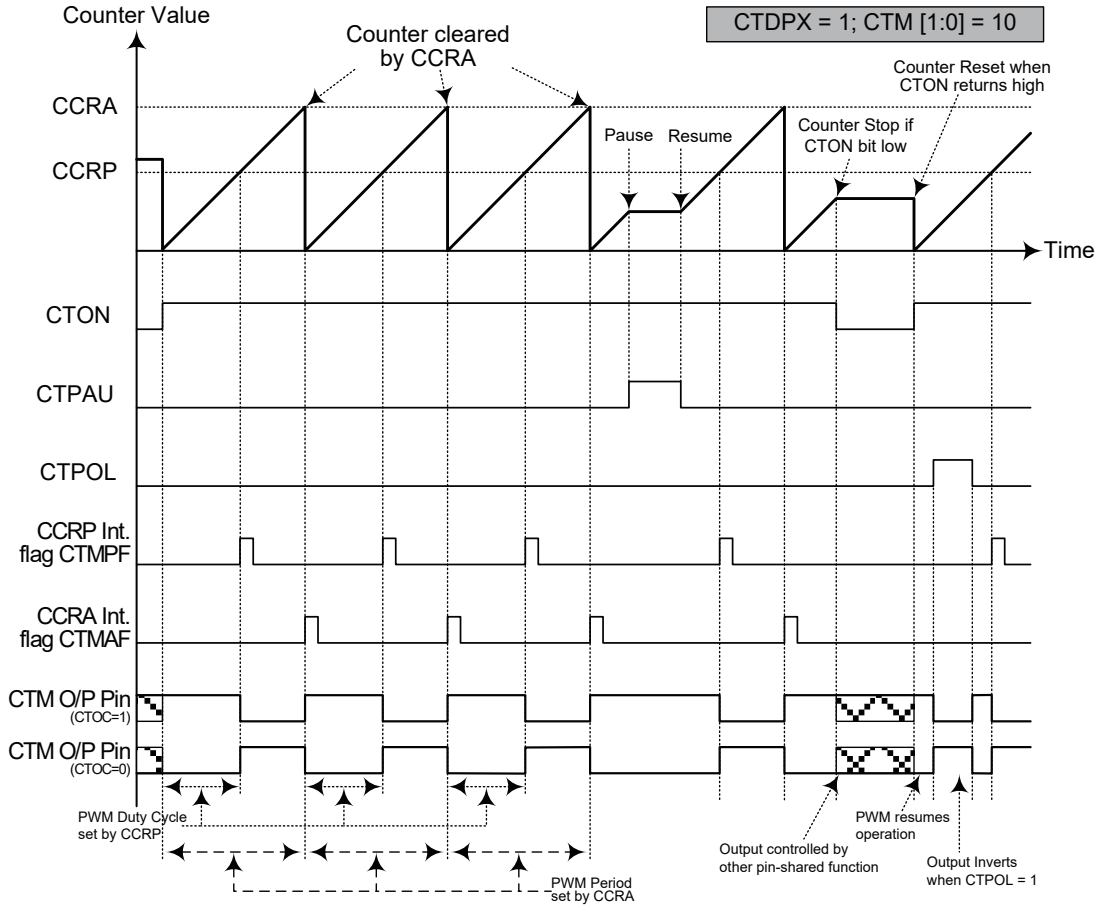 Counter Value
CTDPX = 1; CTM [1:0] = 10
Counter cleared
by CCRA
Counter Reset when
CTON returns high
CCRA
Counter Stop if
CTON bit low
Pause
Resume
CCRP
Time
CTON
CTPAU
CTPOL
CCRP Int.
flag CTMPF
CCRA Int.
flag CTMAF
CTM O/P Pin
(CTOC=1)
CTM O/P Pin
(CTOC=0)
PWM Duty Cycle
set by CCRP
PWM resumes
operation
Output controlled by
other pin-shared function
Output Inverts
when CTPOL = 1
PWM Period
set by CCRA